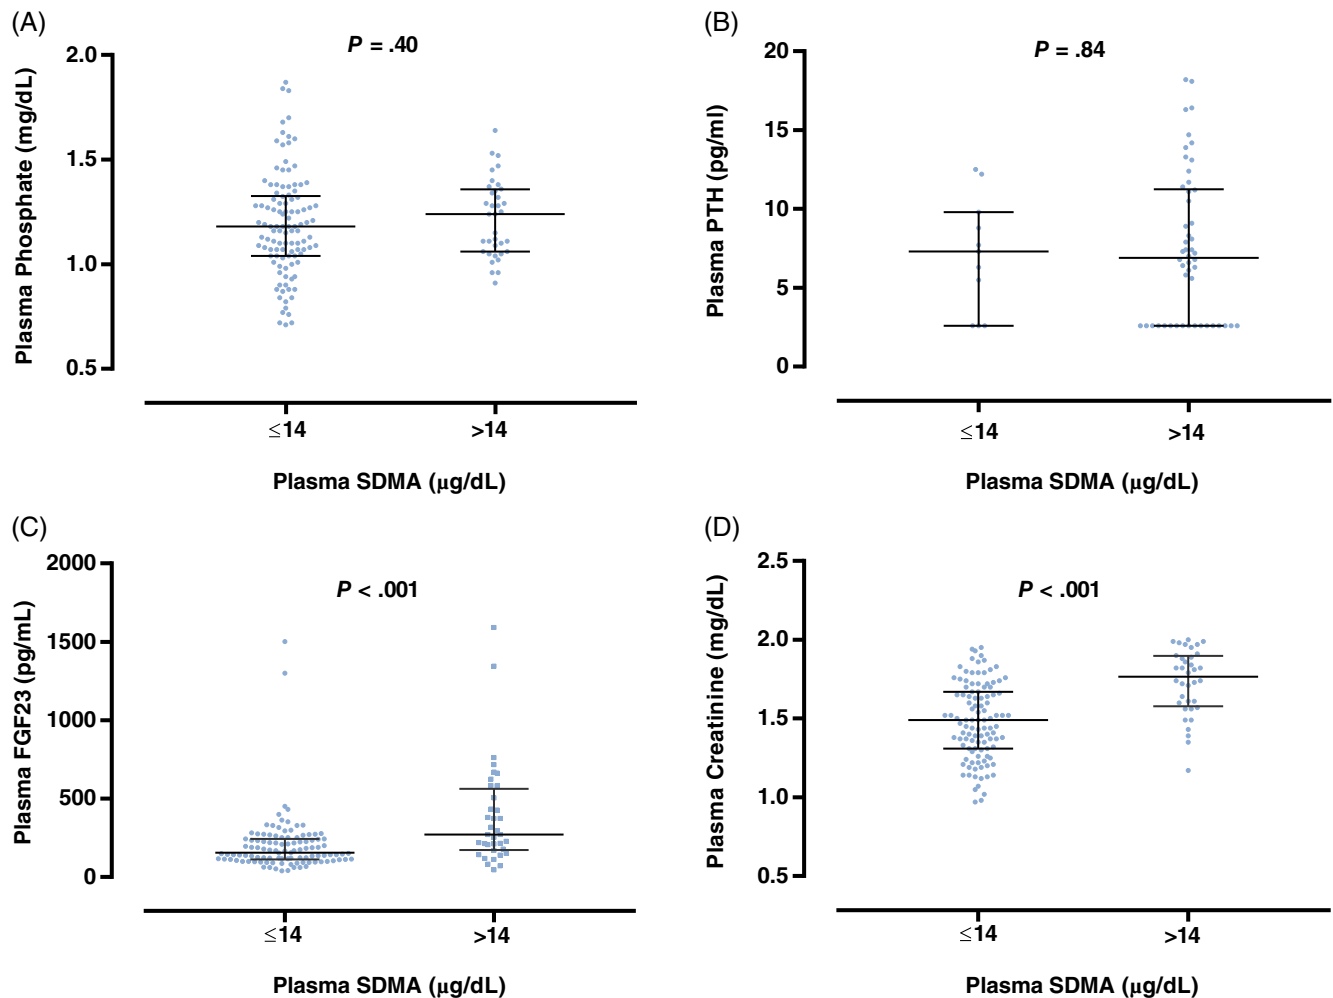 (A)
P = .40
Plasma Phosphate (mg/dL)
2.0
1.5
1.0
0.5
≤14
>14
Plasma SDMA (μg/dL)
(B)
P = .84
Plasma PTH (pg/ml)
20
15
10
5
0
≤14
>14
Plasma SDMA (μg/dL)
(C)
P < .001
Plasma FGF23 (pg/mL)
2000
1500
1000
500
0
≤14
>14
Plasma SDMA (μg/dL)
(D)
P < .001
Plasma Creatinine (mg/dL)
2.5
2.0
1.5
1.0
0.5
≤14
>14
Plasma SDMA (μg/dL)